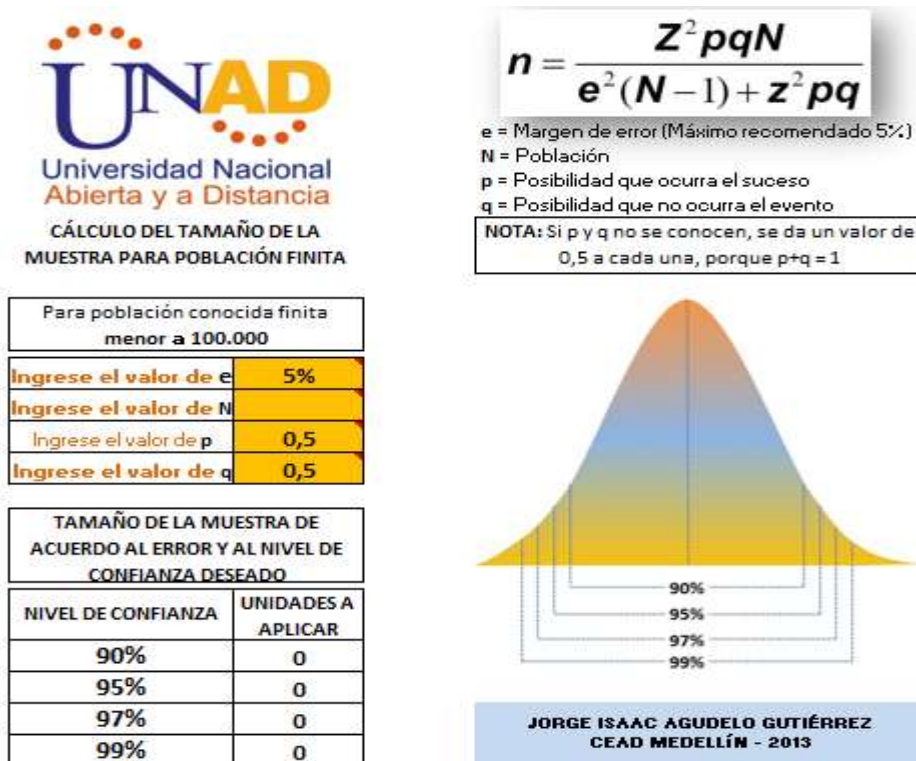 UNAD
Universidad Nacional
Abierta y a Distancia
CÁLCULO DEL TAMAÑO DE LA
MUESTRA PARA POBLACIÓN FINITA
Para población conocida finita
menor a 100.000
Ingrese el valor de e 5%
Ingrese el valor de N
Ingrese el valor de p 0,5
Ingrese el valor de q 0,5
TAMAÑO DE LA MUESTRA DE
ACUERDO AL ERROR Y AL NIVEL DE
CONFIANZA DESEADO
NIVEL DE CONFIANZA UNIDADES A
APLICAR
90% 0
95% 0
97% 0
99% 0
n = Z²pqN / e²(N−1)+z²pq
e = Margen de error (Máximo recomendado 5%)
N = Población
p = Posibilidad que ocurra el suceso
q = Posibilidad que no ocurra el evento
NOTA: Si p y q no se conocen, se da un valor de
0,5 a cada una, porque p+q = 1
90%
95%
97%
99%
JORGE ISAAC AGUDELO GUTIÉRREZ
CEAD MEDELLÍN - 2013